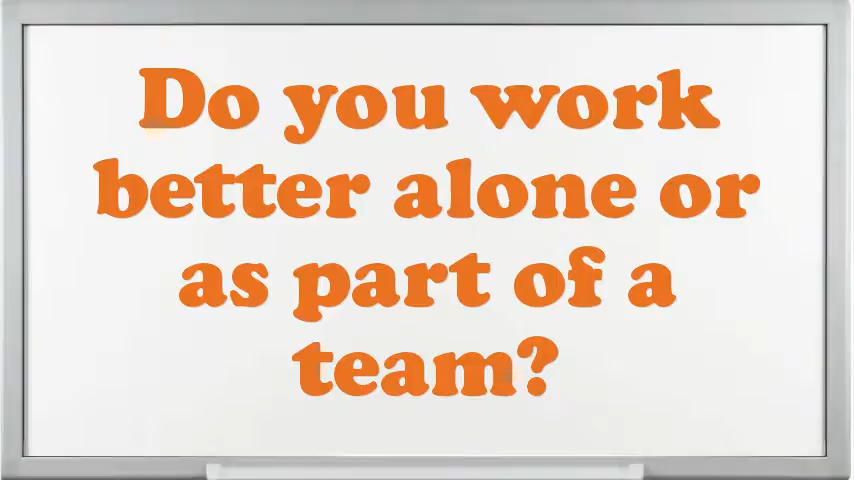 Do you work
better alone or
as part of a
team?